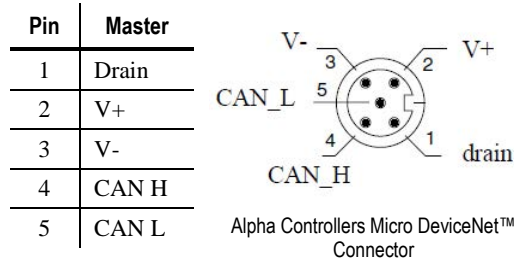 Pin Master
1 Drain
2 V+
3 V-
4 CAN H
5 CAN L
V- 3 2 V+
CAN_L 5
4 1 drain
CAN_H
Alpha Controllers Micro DeviceNet™
Connector